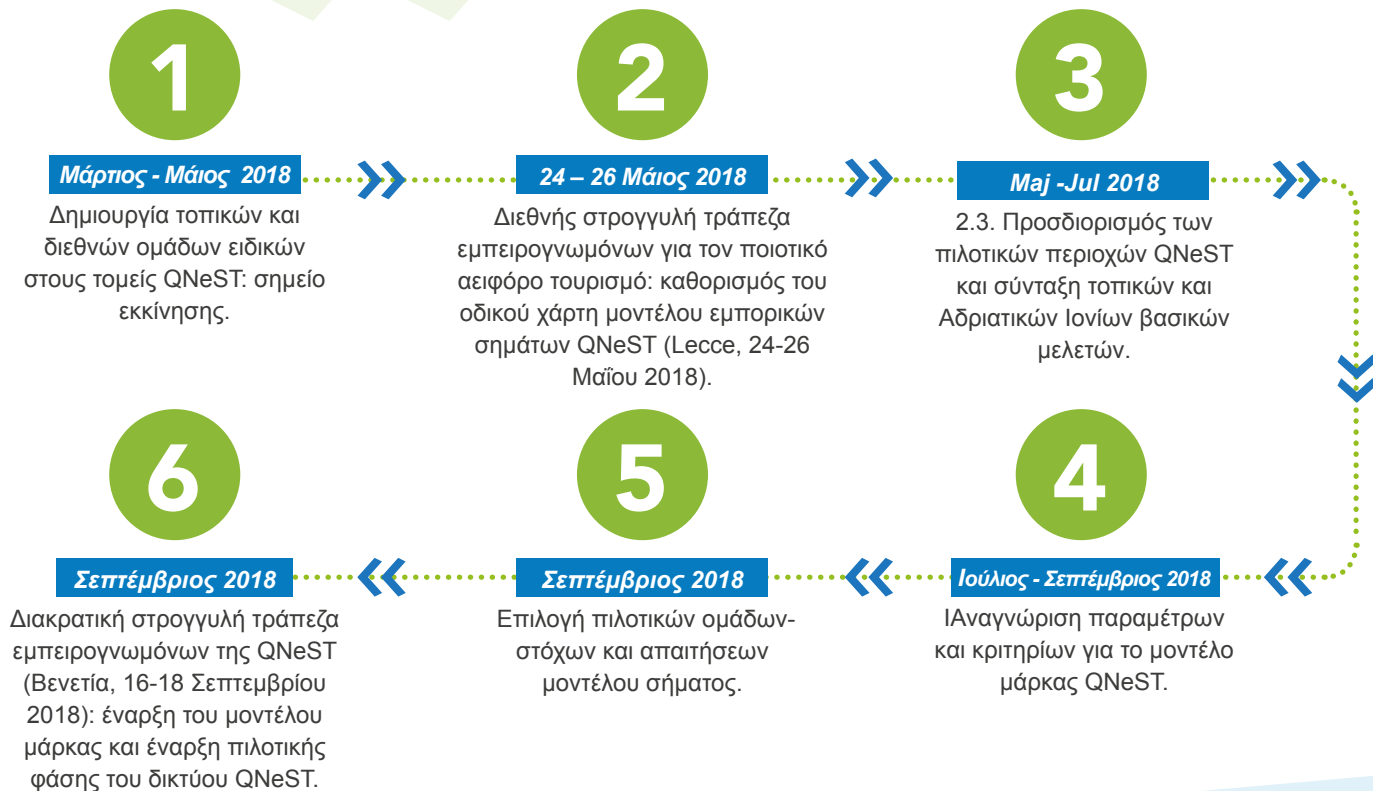 1
Μάρτιος - Μάιος 2018
Δημιουργία τοπικών και
διεθνών ομάδων ειδικών
στους τομείς QNeST: σημείο
εκκίνησης.
2
24 – 26 Μάιος 2018
Διεθνής στρογγυλή τράπεζα
εμπειρογνωμόνων για τον ποιοτικό
αειφόρο τουρισμό: καθορισμός του
οδικού χάρτη μοντέλου εμπορικών
σημάτων QNeST (Lecce, 24-26
Μαΐου 2018).
3
Maj -Jul 2018
2.3. Προσδιορισμός των
πιλοτικών περιοχών QNeST
και σύνταξη τοπικών και
Αδριατικών Ιονίων βασικών
μελετών.
4
Ιούλιος - Σεπτέμβριος 2018
ΙΑναγνώριση παραμέτρων
και κριτηρίων για το μοντέλο
μάρκας QNeST.
5
Σεπτέμβριος 2018
Επιλογή πιλοτικών ομάδων-
στόχων και απαιτήσεων
μοντέλου σήματος.
6
Σεπτέμβριος 2018
Διακρατική στρογγυλή τράπεζα
εμπειρογνωμόνων της QNeST
(Βενετία, 16-18 Σεπτεμβρίου
2018): έναρξη του μοντέλου
μάρκας και έναρξη πιλοτικής
φάσης του δικτύου QNeST.